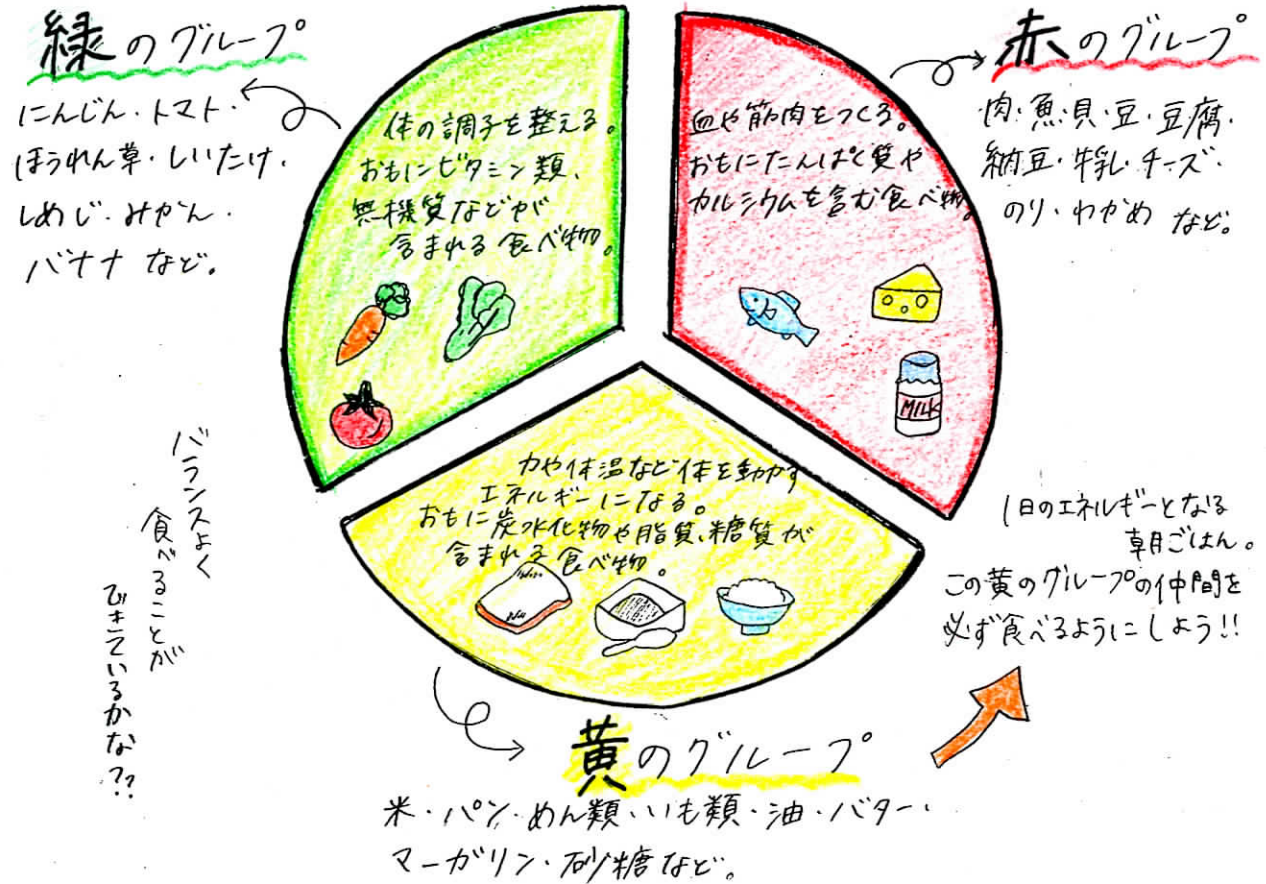 緑のグループ
にんじん・トマト・
ほうれん草・しいたけ・
しめじ・みかん・
バナナ など。
体の調子を整える。
おもにビタミン類、
無機質などが
含まれる食べ物。
赤のグループ
肉・魚・貝・豆・豆腐・
納豆・牛乳・チーズ・
のり・わかめ など。
血や筋肉をつくる。
おもにたんぱく質や
カルシウムを含む食べ物。
MILK
力や体温など体を動かす
エネルギーになる。
おもに炭水化物や脂質、糖質が
含まれる食べ物。
黄のグループ
米・パン・めん類・いも類・油・バター・
マーガリン・砂糖など。
1日のエネルギーとなる
朝ごはん。
この黄のグループの仲間を
必ず食べるようにしよう!!
バランスよく
食べることが
できているかな??